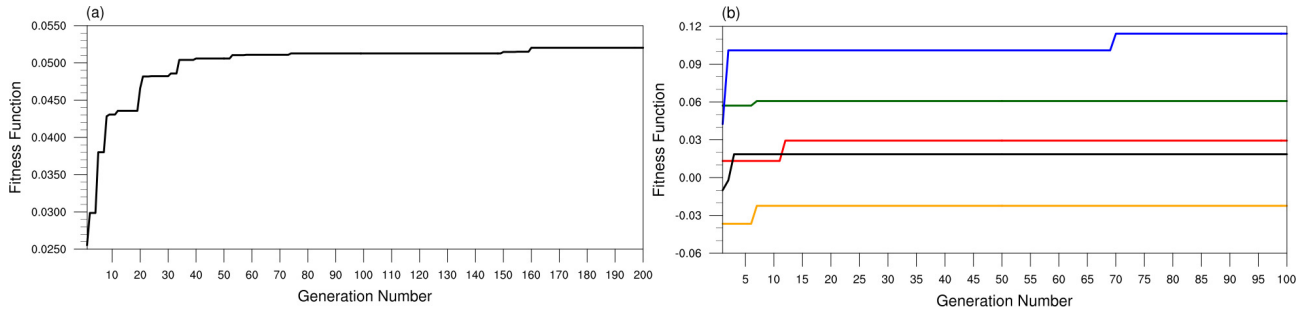 (a)
Fitness Function
0.0550
0.0500
0.0450
0.0400
0.0350
0.0300
0.0250
10 20 30 40 50 60 70 80 90 100 110 120 130 140 150 160 170 180 190 200
Generation Number
(b)
Fitness Function
0.12
0.09
0.06
0.03
0.00
-0.03
-0.06
5 10 15 20 25 30 35 40 45 50 55 60 65 70 75 80 85 90 95 100
Generation Number